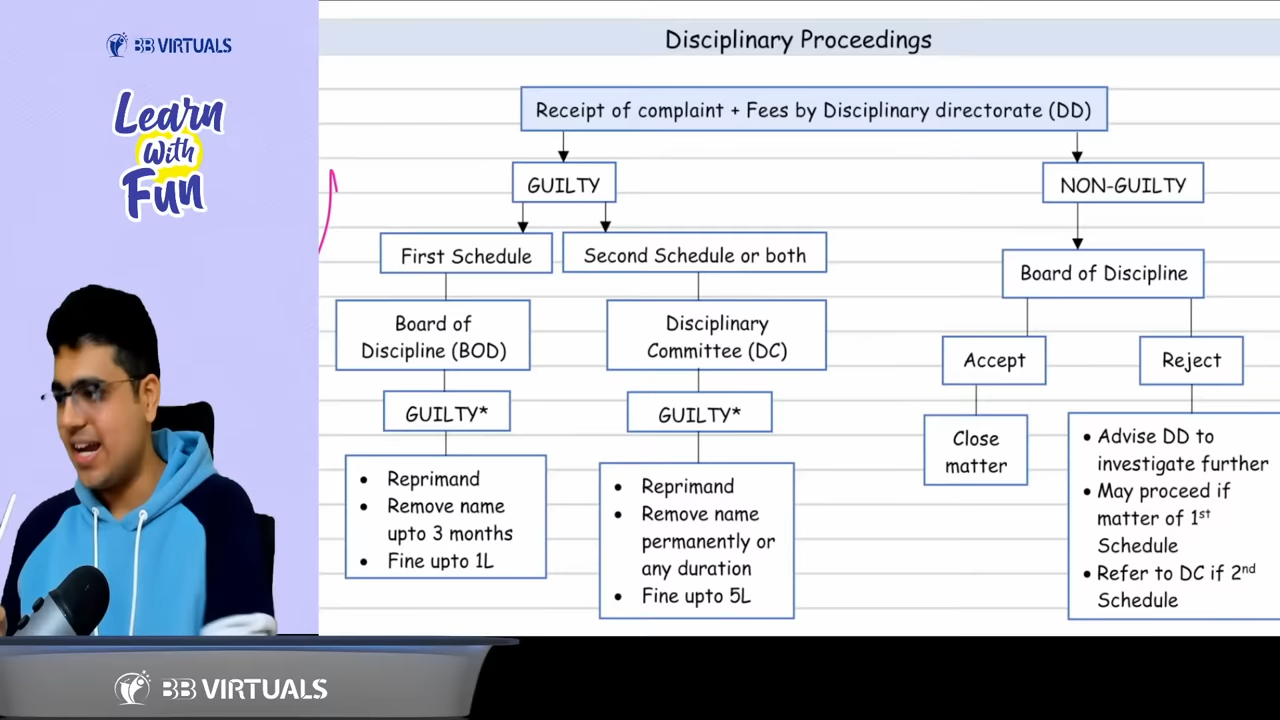 BB VIRTUALS
Learn
With
Fun
Disciplinary Proceedings
Receipt of complaint + Fees by Disciplinary directorate (DD)
GUILTY
NON-GUILTY
First Schedule
Second Schedule or both
Board of Discipline
Board of
Discipline (BOD)
Disciplinary
Committee (DC)
Accept
Reject
GUILTY*
GUILTY*
Close
matter
• Advise DD to
investigate further
• May proceed if
matter of 1st
Schedule
• Refer to DC if 2nd
Schedule
• Reprimand
• Remove name
upto 3 months
• Fine upto 1L
• Reprimand
• Remove name
permanently or
any duration
• Fine upto 5L
BB VIRTUALS